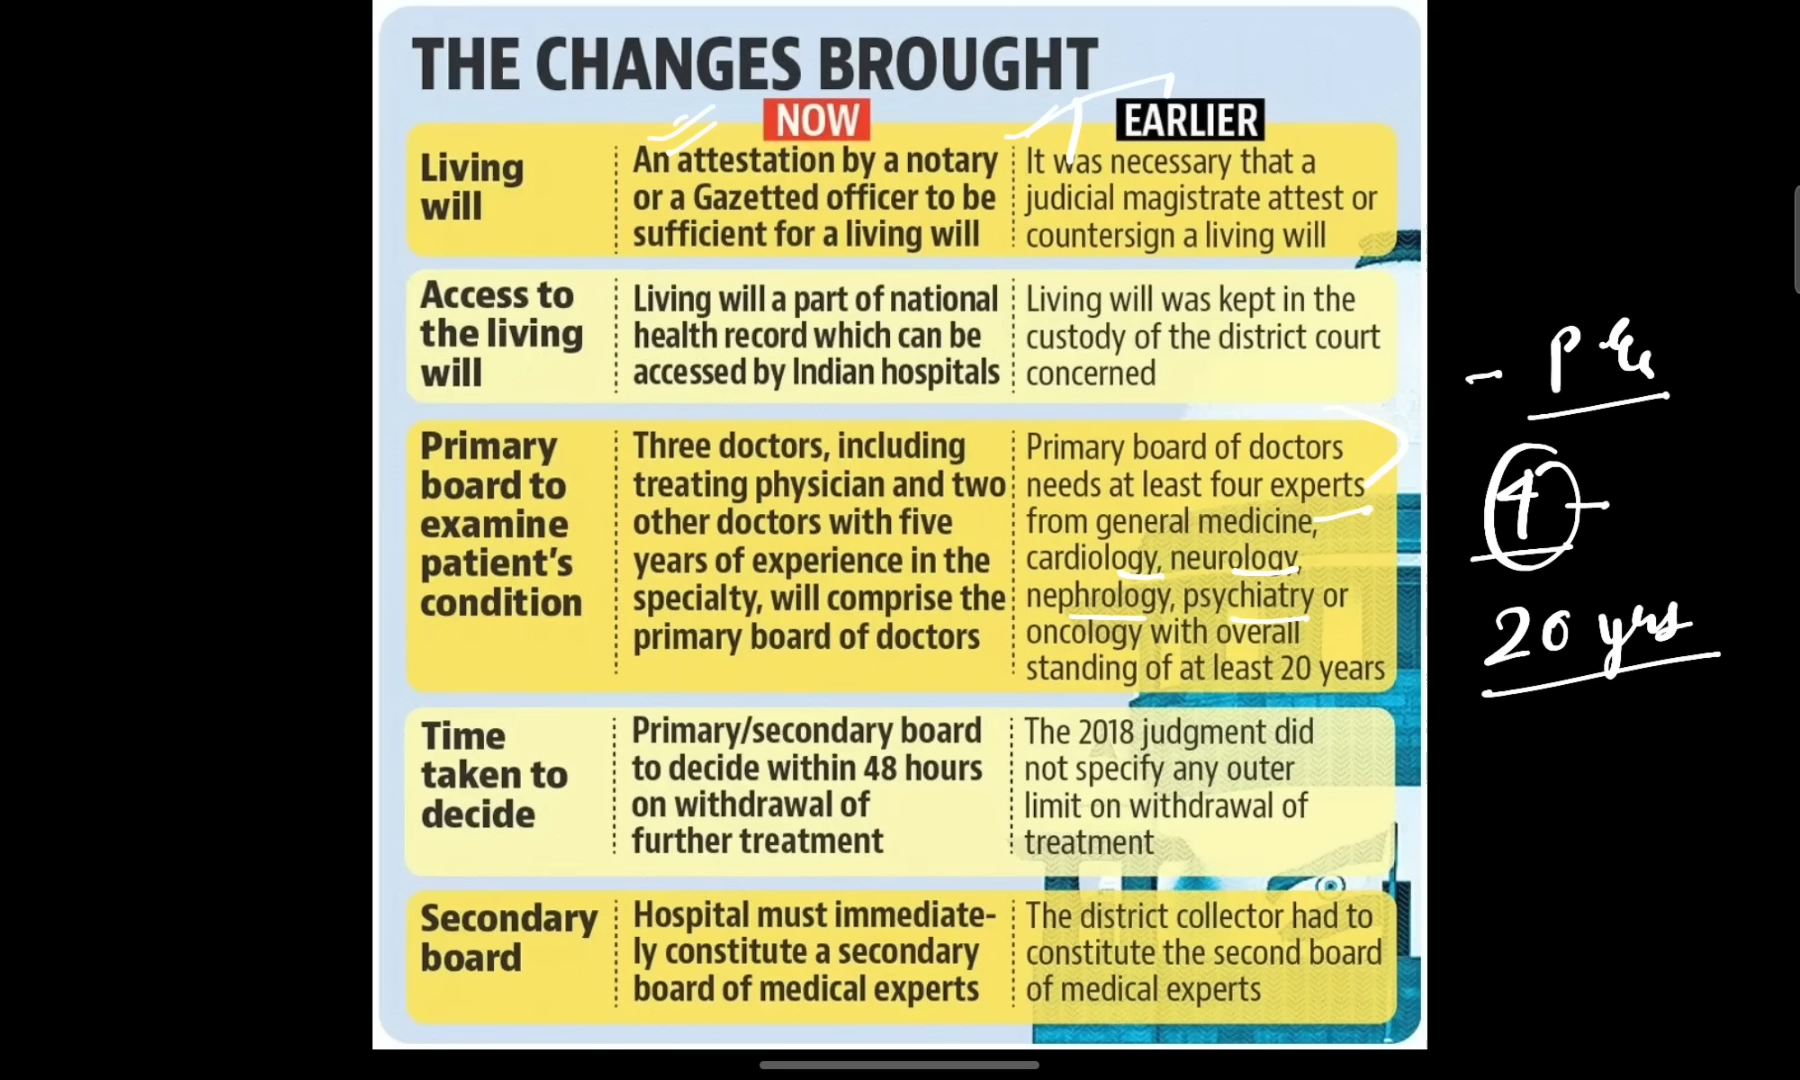 THE CHANGES BROUGHT
NOW
EARLIER
Living
will
An attestation by a notary
or a Gazetted officer to be
sufficient for a living will
It was necessary that a
judicial magistrate attest or
countersign a living will
Access to
the living
will
Living will a part of national
health record which can be
accessed by Indian hospitals
Living will was kept in the
custody of the district court
concerned
Primary
board to
examine
patient's
condition
Three doctors, including
treating physician and two
other doctors with five
years of experience in the
specialty, will comprise the
primary board of doctors
Primary board of doctors
needs at least four experts
from general medicine,
cardiology, neurology,
nephrology, psychiatry or
oncology with overall
standing of at least 20 years
Time
taken to
decide
Primary/secondary board
to decide within 48 hours
on withdrawal of
further treatment
The 2018 judgment did
not specify any outer
limit on withdrawal of
treatment
Secondary
board
Hospital must immediate-
ly constitute a secondary
board of medical experts
The district collector had to
constitute the second board
of medical experts
4
20 yrs